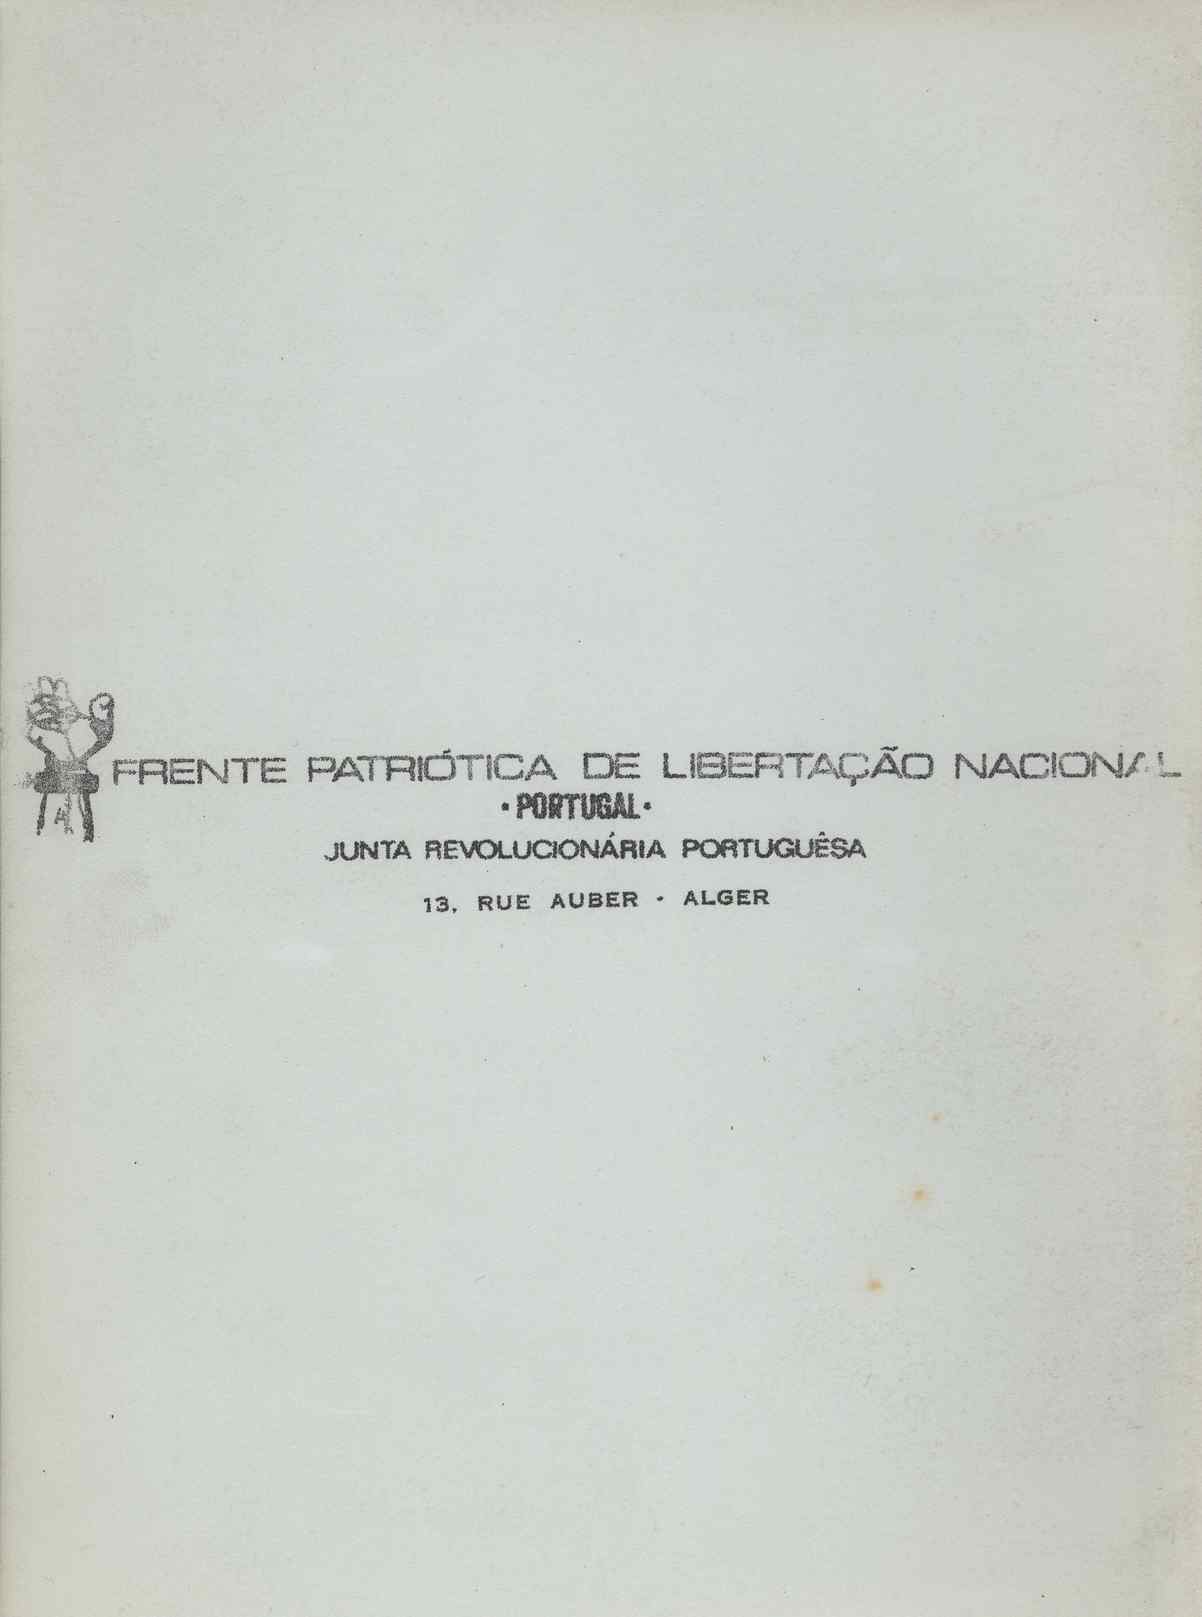 FRENTE PATRIÓTICA DE LIBERTAÇÃO NACIONAL
• PORTUGAL •
JUNTA REVOLUCIONÁRIA PORTUGUÊSA
13, RUE AUBER • ALGER